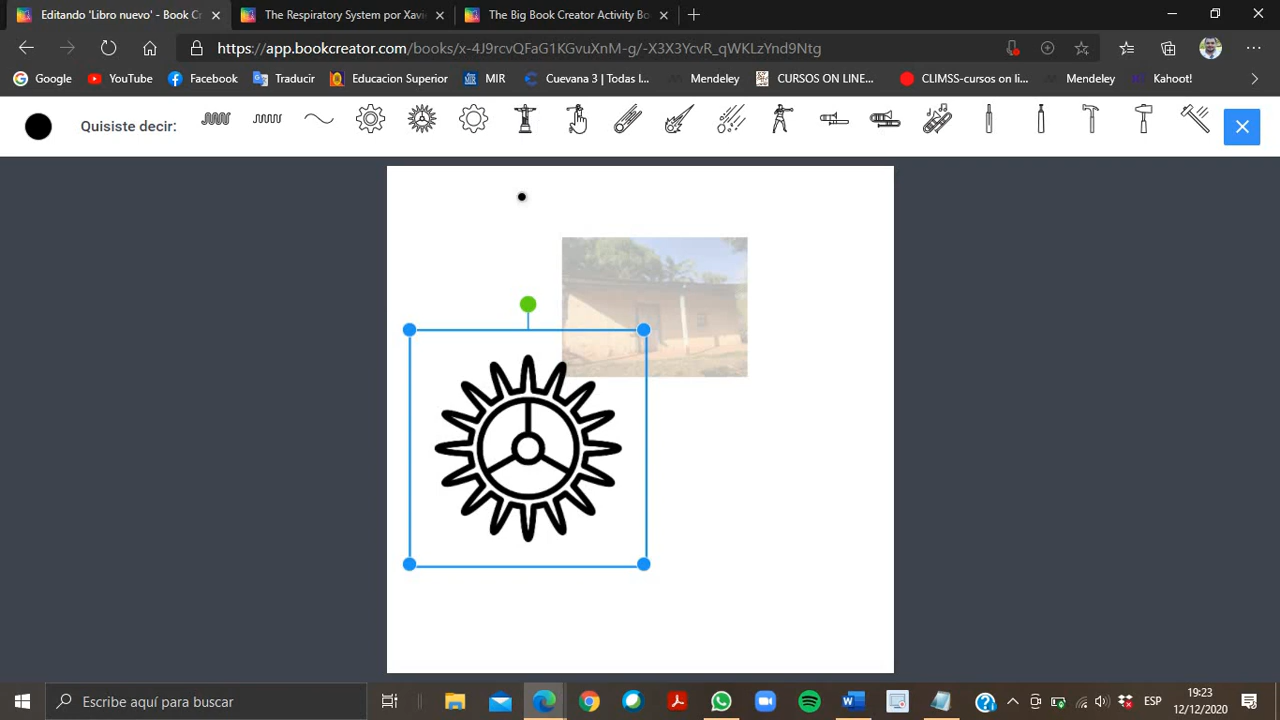 Editando 'Libro nuevo' - Book Cr
The Respiratory System por Xavie
The Big Book Creator Activity Bo
https://app.bookcreator.com/books/x-4J9rcvQFaG1KGvuXnM-g/-X3X3YcvR_qWKLzYnd9Ntg
Google YouTube Facebook Traducir Educacion Superior MIR Cuevana 3 | Todas l... Mendeley CURSOS ON LINE... CLIMSS-cursos on li... Mendeley Kahoot!
Quisiste decir:
Escribe aquí para buscar
ESP
19:23
12/12/2020